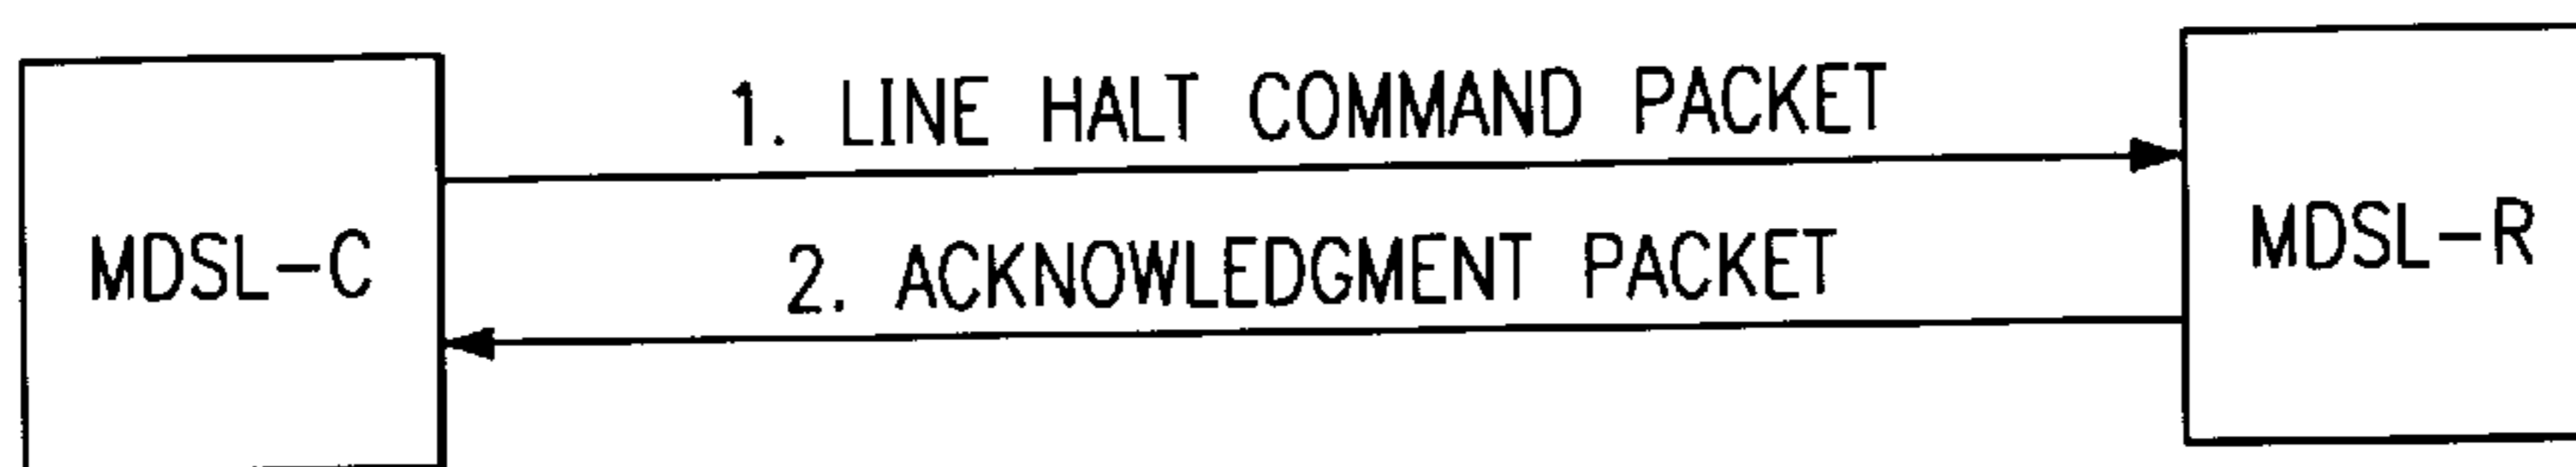 1. LINE HALT COMMAND PACKET
MDSL-C
MDSL-R
2. ACKNOWLEDGMENT PACKET